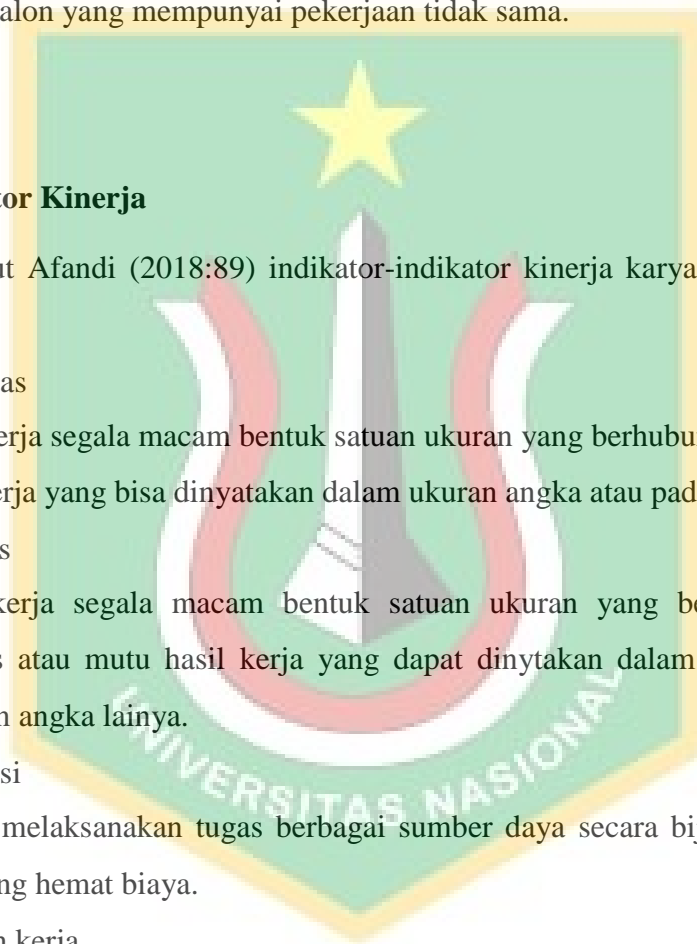 alon yang mempunyai pekerjaan tidak sama.
tor Kinerja
ut Afandi (2018:89) indikator-indikator kinerja karya
as
erja segala macam bentuk satuan ukuran yang berhubu
erja yang bisa dinyatakan dalam ukuran angka atau pad
s
kerja segala macam bentuk satuan ukuran yang be
s atau mutu hasil kerja yang dapat dinytakan dalam
n angka lainya.
si
melaksanakan tugas berbagai sumber daya secara bij
ng hemat biaya.
n kerja
UNIVERSITAS NASIONAL